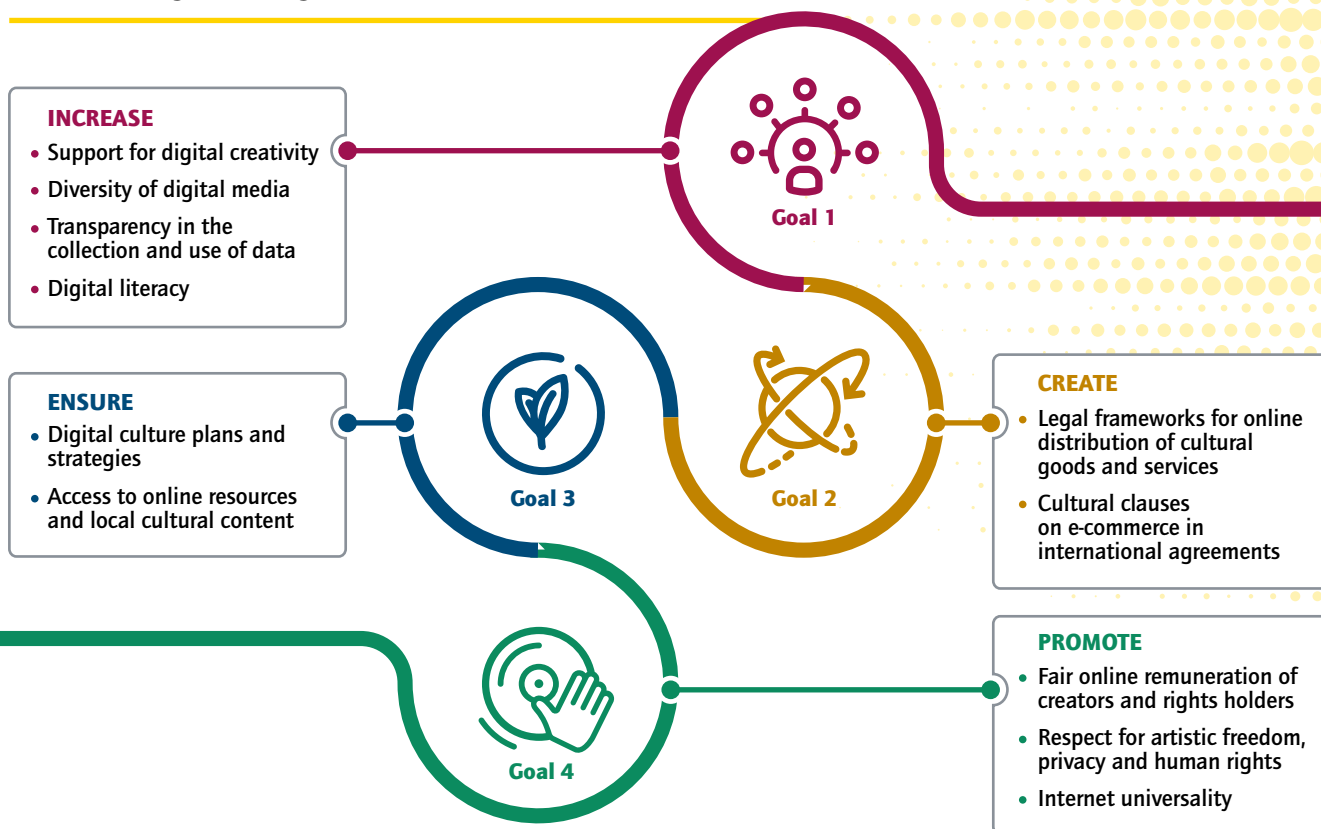 INCREASE
• Support for digital creativity
• Diversity of digital media
• Transparency in the
collection and use of data
• Digital literacy
Goal 1
CREATE
• Legal frameworks for online
distribution of cultural
goods and services
• Cultural clauses
on e-commerce in
international agreements
Goal 2
ENSURE
• Digital culture plans and
strategies
• Access to online resources
and local cultural content
Goal 3
PROMOTE
• Fair online remuneration of
creators and rights holders
• Respect for artistic freedom,
privacy and human rights
• Internet universality
Goal 4